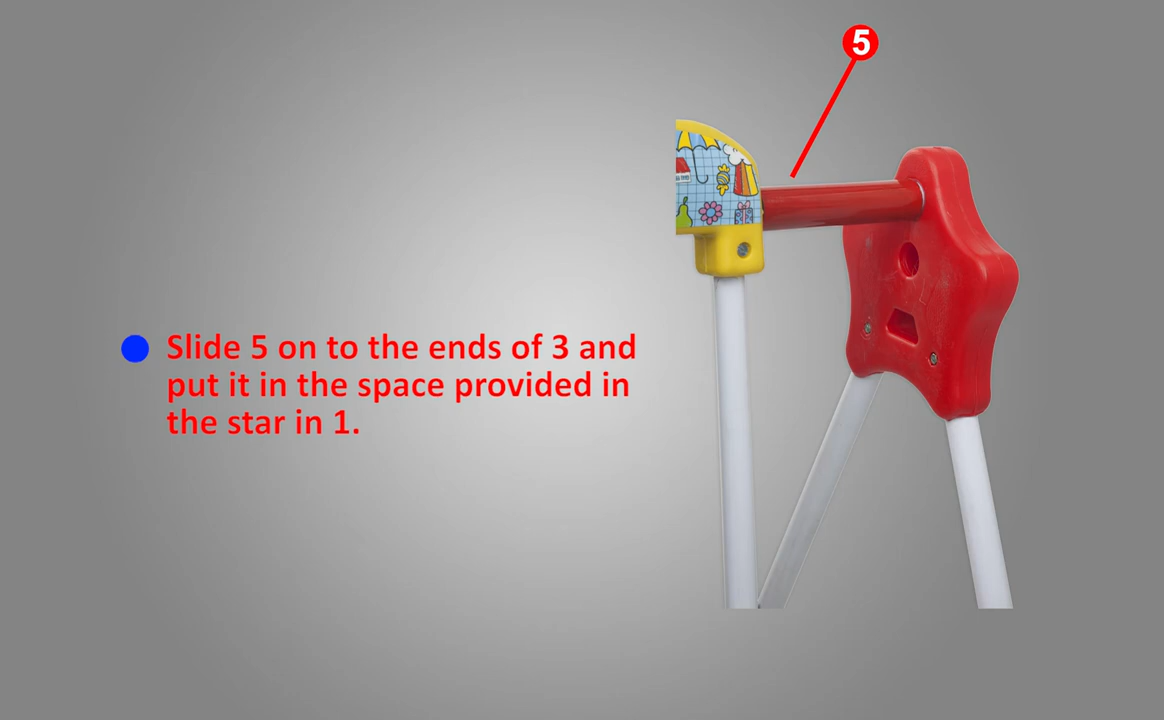 5
Slide 5 on to the ends of 3 and
put it in the space provided in
the star in 1.